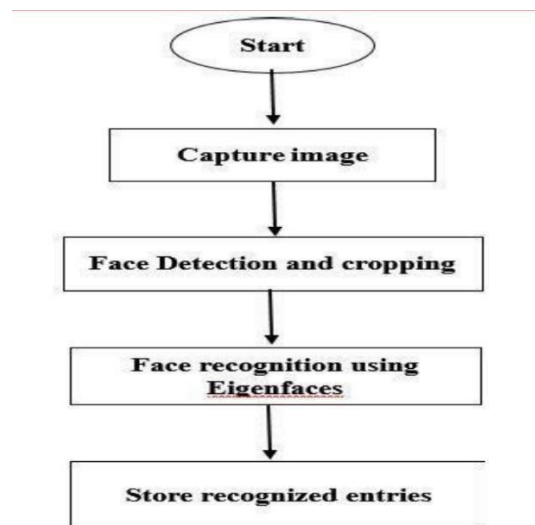 Start
Capture image
Face Detection and cropping
Face recognition using
Eigenfaces
Store recognized entries